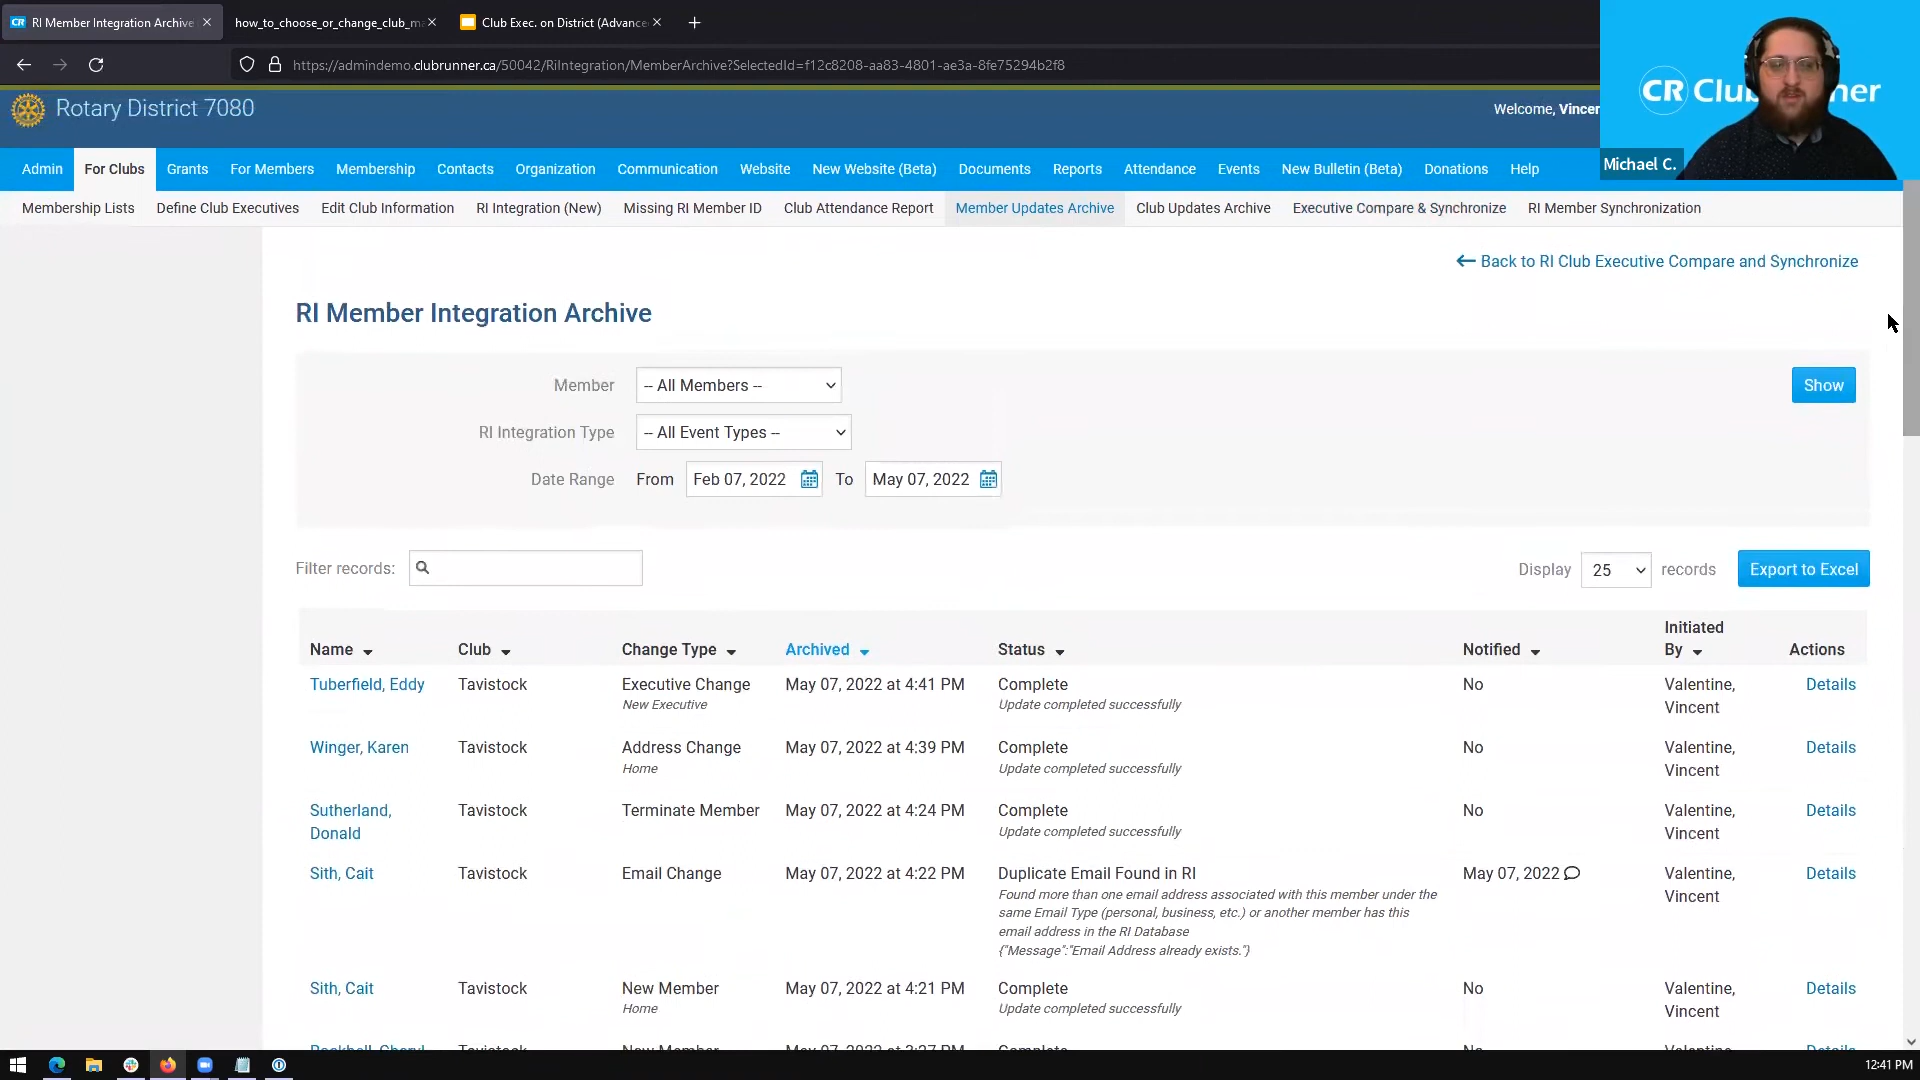 RI Member Integration Archive
how_to_choose_or_change_club_m
Club Exec. on District (Advance
https://admindemo.clubrunner.ca/50042/RiIntegration/MemberArchive?SelectedId=f12c8208-aa83-4801-ae3a-8fe75294b2f8
Rotary District 7080
Welcome, Vincen
CR Clu ner
Michael C.
Admin For Clubs Grants For Members Membership Contacts Organization Communication Website New Website (Beta) Documents Reports Attendance Events New Bulletin (Beta) Donations Help
Membership Lists Define Club Executives Edit Club Information RI Integration (New) Missing RI Member ID Club Attendance Report Member Updates Archive Club Updates Archive Executive Compare & Synchronize RI Member Synchronization
Back to RI Club Executive Compare and Synchronize
RI Member Integration Archive
Member -- All Members -- Show
RI Integration Type -- All Event Types --
Date Range From Feb 07, 2022 To May 07, 2022
Filter records: Display 25 records Export to Excel
Initiated
Name Club Change Type Archived Status Notified By Actions
Tuberfield, Eddy Tavistock Executive Change May 07, 2022 at 4:41 PM Complete No Valentine, Details
New Executive Update completed successfully Vincent
Winger, Karen Tavistock Address Change May 07, 2022 at 4:39 PM Complete No Valentine, Details
Home Update completed successfully Vincent
Sutherland, Tavistock Terminate Member May 07, 2022 at 4:24 PM Complete No Valentine, Details
Donald Update completed successfully Vincent
Sith, Cait Tavistock Email Change May 07, 2022 at 4:22 PM Duplicate Email Found in RI May 07, 2022 Valentine, Details
Found more than one email address associated with this member under the Vincent
same Email Type (personal, business, etc.) or another member has this
email address in the RI Database
{"Message":"Email Address already exists."}
Sith, Cait Tavistock New Member May 07, 2022 at 4:21 PM Complete No Valentine, Details
Home Update completed successfully Vincent
12:41 PM